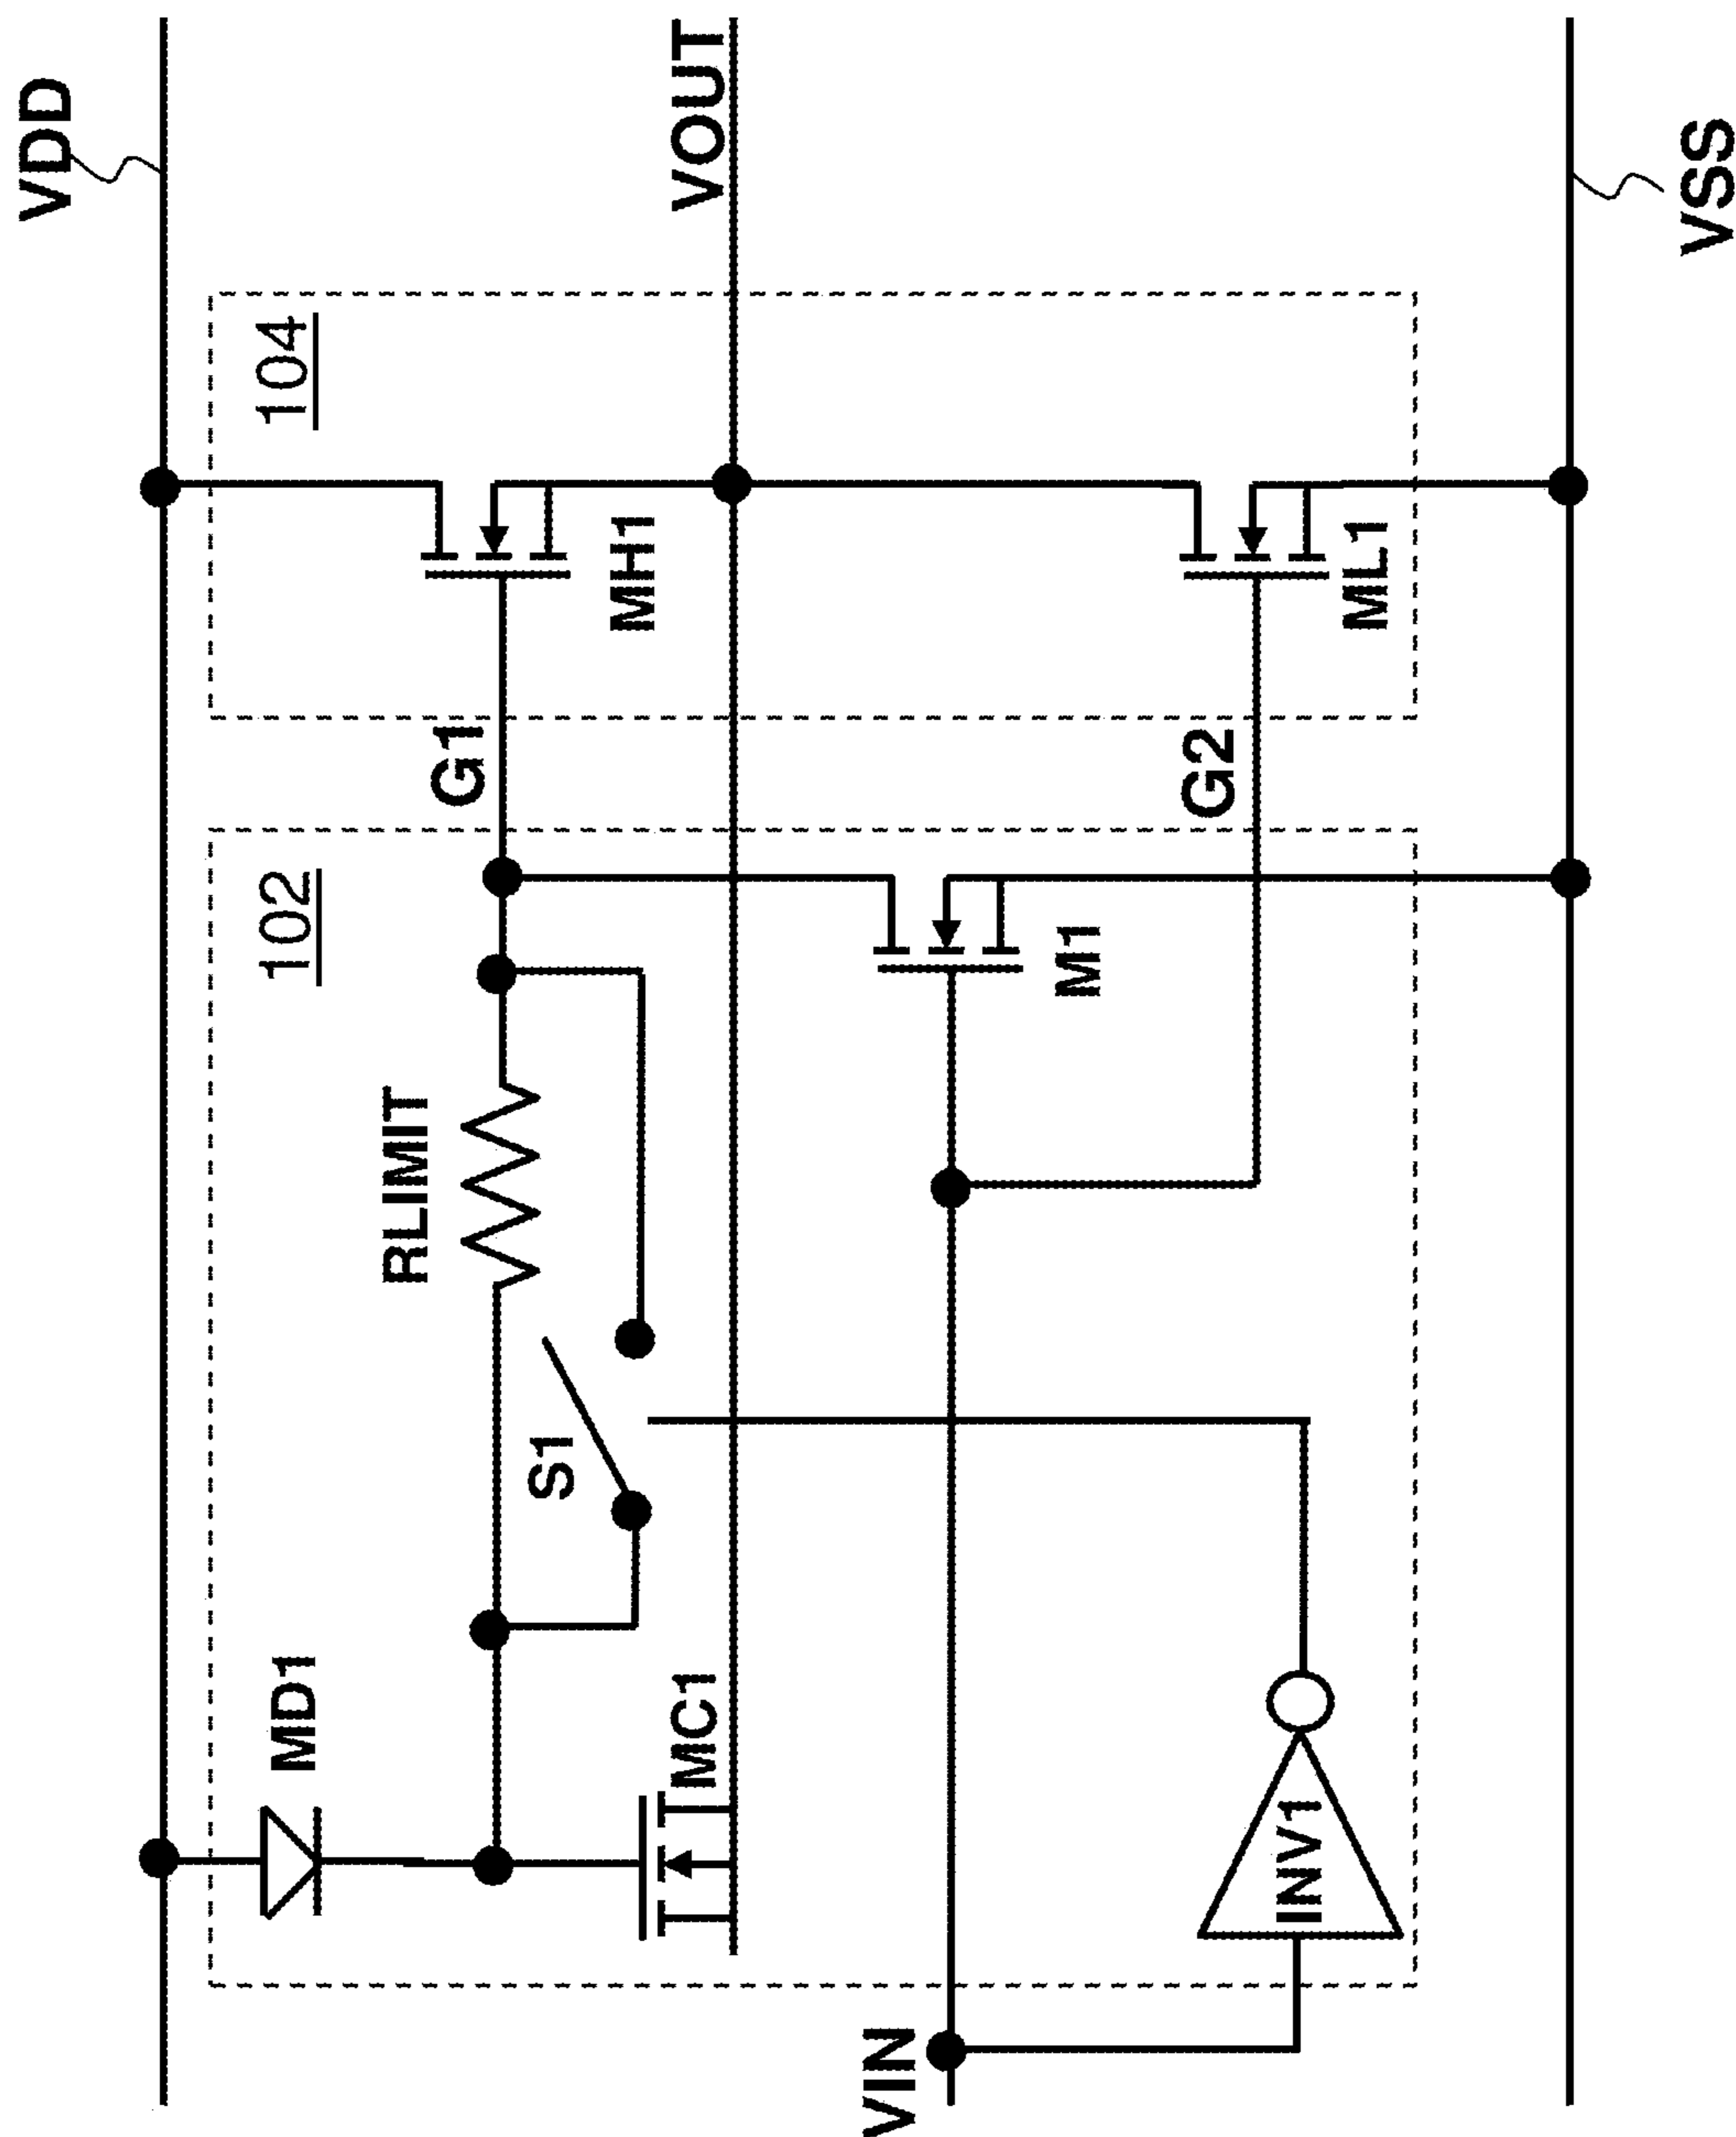 VDD
VOUT
VSS
104
MH1
ML1
G1
G2
102
M1
RLIMIT
S1
MD1
MC1
INV1
VIN